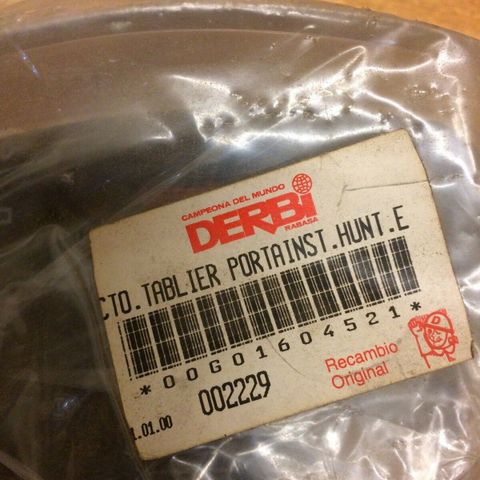 CAMPEONA DEL MUNDO
DERBi
RABASA
CTO.TABLIER PORTAINST.HUNT.E
*00G01604521*
002229
Recambio
Original
1.01.00
D